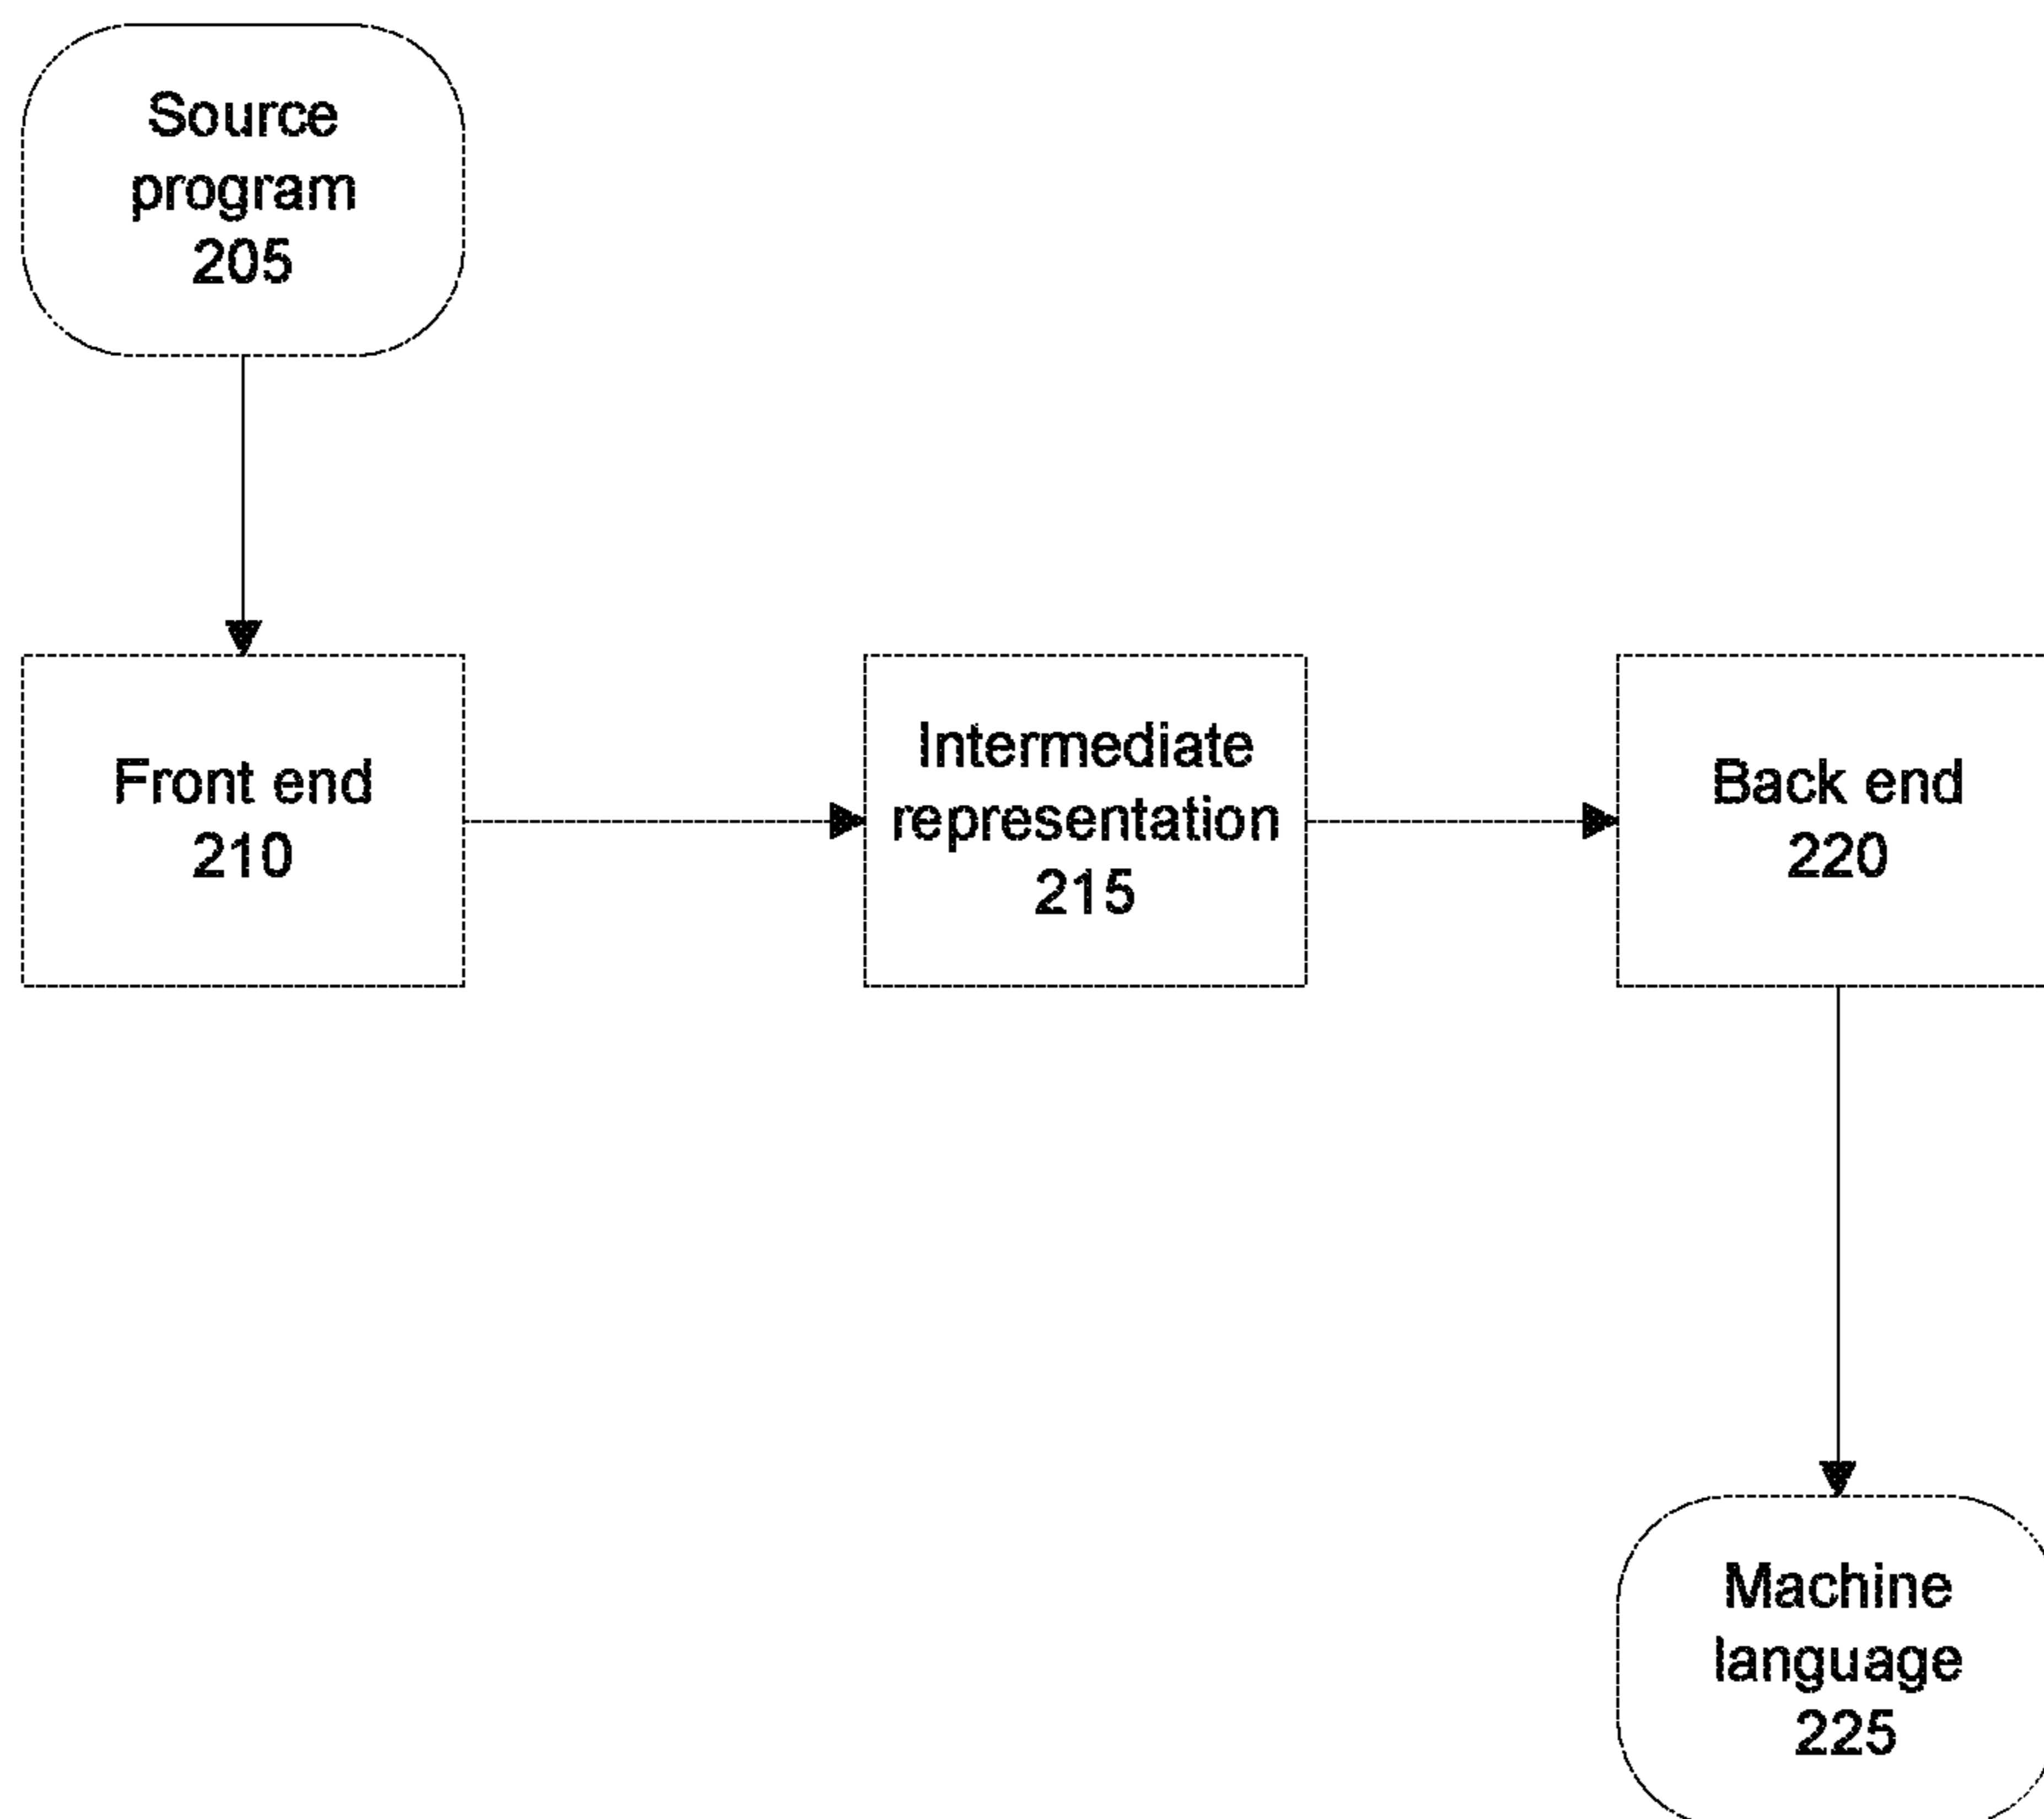 Source
program
205
Front end
210
Intermediate
representation
215
Back end
220
Machine
language
225